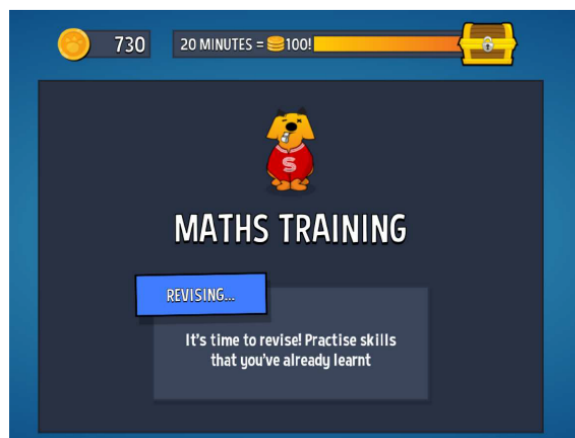 730
20 MINUTES = 100!
S
MATHS TRAINING
REVISING...
It's time to revise! Practise skills
that you've already learnt